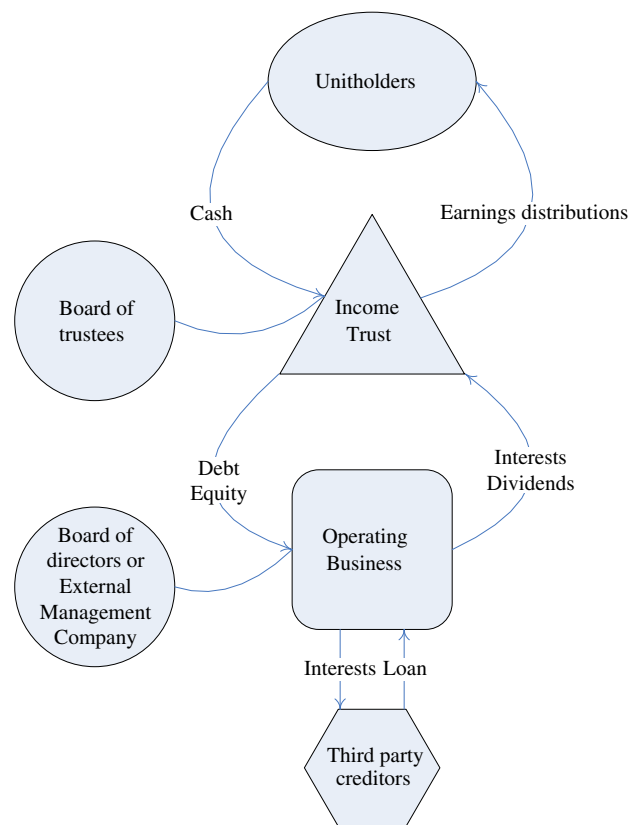 Unitholders
Cash
Earnings distributions
Board of
trustees
Income
Trust
Debt
Equity
Interests
Dividends
Board of
directors or
External
Management
Company
Operating
Business
Interests
Loan
Third party
creditors